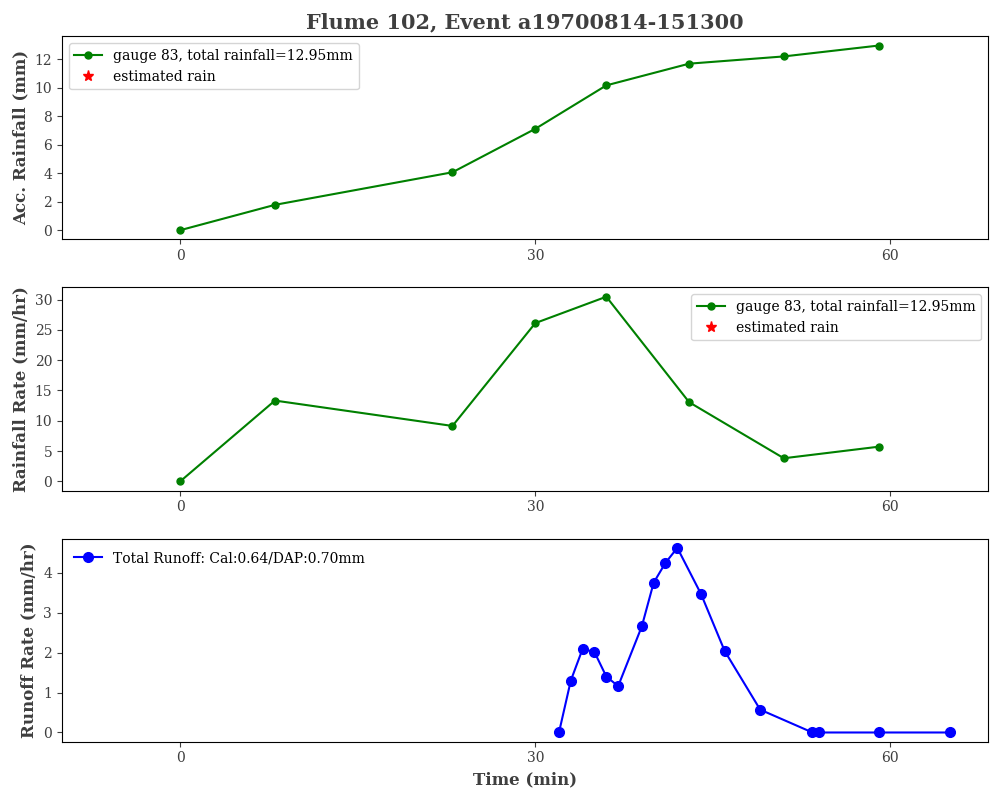 Flume 102, Event a19700814-151300
Acc. Rainfall (mm)
12
10
8
6
4
2
0
gauge 83, total rainfall=12.95mm
estimated rain
0 30 60
Rainfall Rate (mm/hr)
30
25
20
15
10
5
0
gauge 83, total rainfall=12.95mm
estimated rain
0 30 60
Runoff Rate (mm/hr)
4
3
2
1
0
Total Runoff: Cal:0.64/DAP:0.70mm
0 30 60
Time (min)